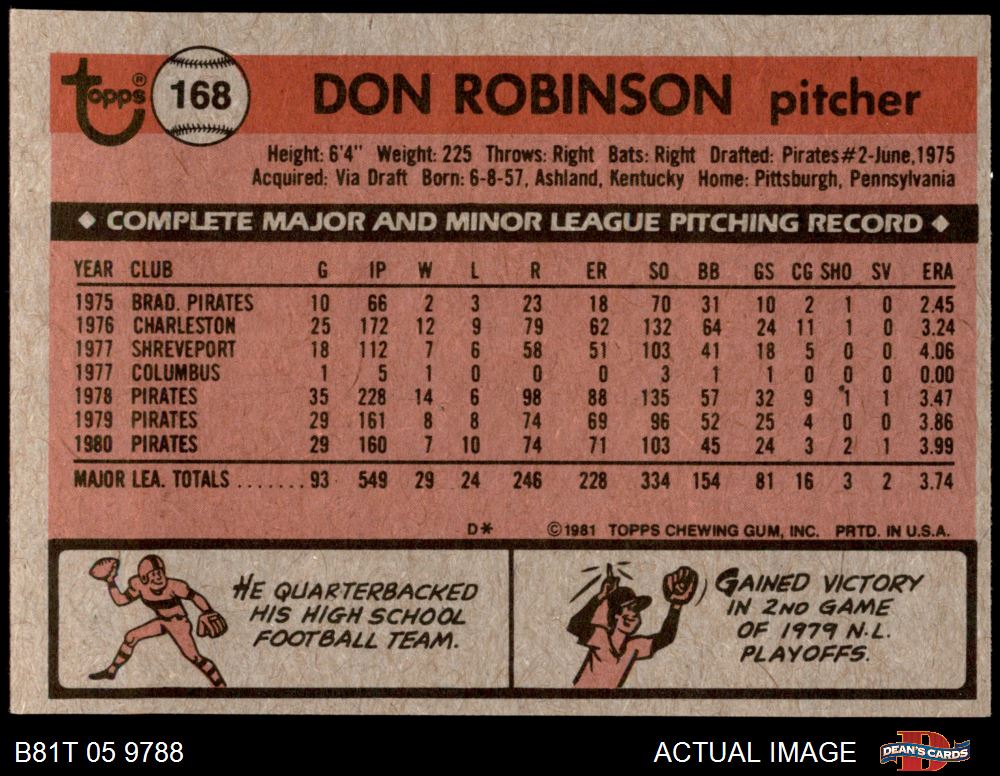 topps® 168 DON ROBINSON pitcher
Height: 6'4" Weight: 225 Throws: Right Bats: Right Drafted: Pirates#2-June,1975
Acquired: Via Draft Born: 6-8-57, Ashland, Kentucky Home: Pittsburgh, Pennsylvania
◆ COMPLETE MAJOR AND MINOR LEAGUE PITCHING RECORD ◆
YEAR CLUB G IP W L R ER SO BB GS CG SHO SV ERA
1975 BRAD. PIRATES 10 66 2 3 23 18 70 31 10 2 1 0 2.45
1976 CHARLESTON 25 172 12 9 79 62 132 64 24 11 1 0 3.24
1977 SHREVEPORT 18 112 7 6 58 51 103 41 18 5 0 0 4.06
1977 COLUMBUS 1 5 1 0 0 0 3 1 1 0 0 0 0.00
1978 PIRATES 35 228 14 6 98 88 135 57 32 9 1 1 3.47
1979 PIRATES 29 161 8 8 74 69 96 52 25 4 0 0 3.86
1980 PIRATES 29 160 7 10 74 71 103 45 24 3 2 1 3.99
MAJOR LEA. TOTALS ....... 93 549 29 24 246 228 334 154 81 16 3 2 3.74
D* ©1981 TOPPS CHEWING GUM, INC. PRTD. IN U.S.A.
HE QUARTERBACKED
HIS HIGH SCHOOL
FOOTBALL TEAM.
GAINED VICTORY
IN 2ND GAME
OF 1979 N.L.
PLAYOFFS.
B81T 05 9788 ACTUAL IMAGE DEAN'S CARDS